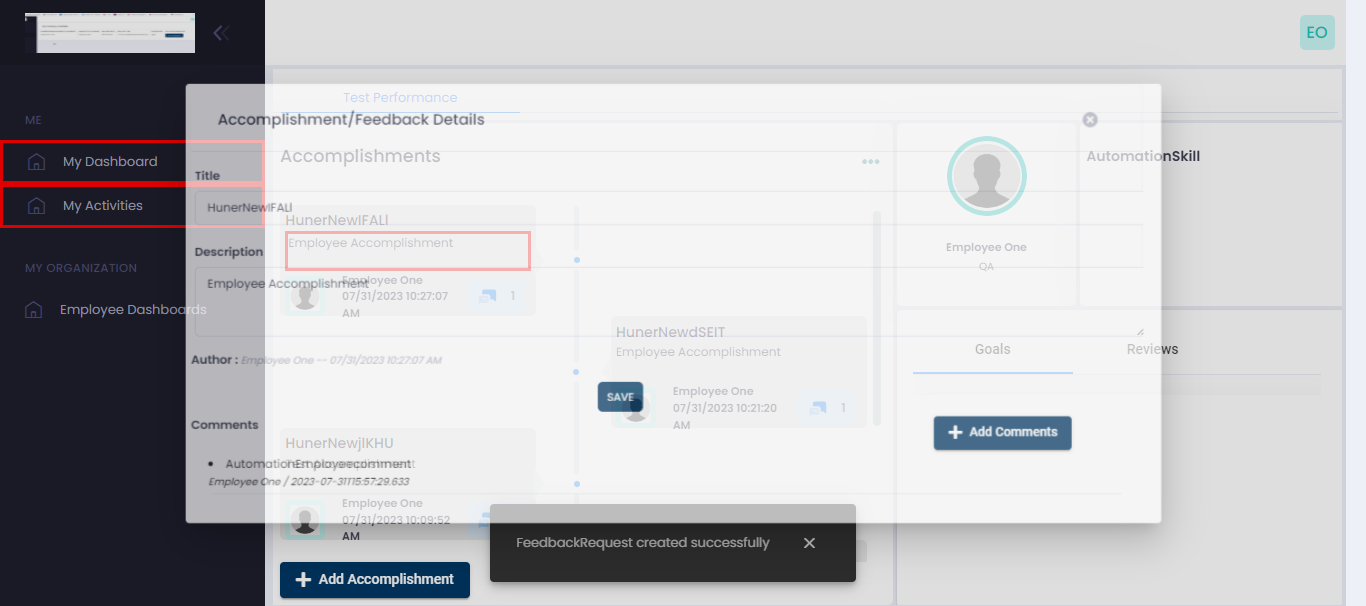 EO
ME
My Dashboard
My Activities
MY ORGANIZATION
Employee Dashboards
Test Performance
Accomplishment/Feedback Details
Accomplishments
Title
HunerNewIFALI
Description
Employee Accomplishment
Author : Employee One -- 07/31/2023 10:27:07 AM
SAVE
Comments
Add Comments
AutomationEmployeecomment
Employee One / 2023-07-31T15:57:29.633
HunerNewIFALI
Employee Accomplishment
Employee One
07/31/2023 10:27:07
AM
1
HunerNewdSEIT
Employee Accomplishment
Employee One
07/31/2023 10:21:20
AM
1
HunerNewjlKHU
Employee One
07/31/2023 10:09:52
AM
Add Accomplishment
Employee One
QA
AutomationSkill
Goals
Reviews
FeedbackRequest created successfully